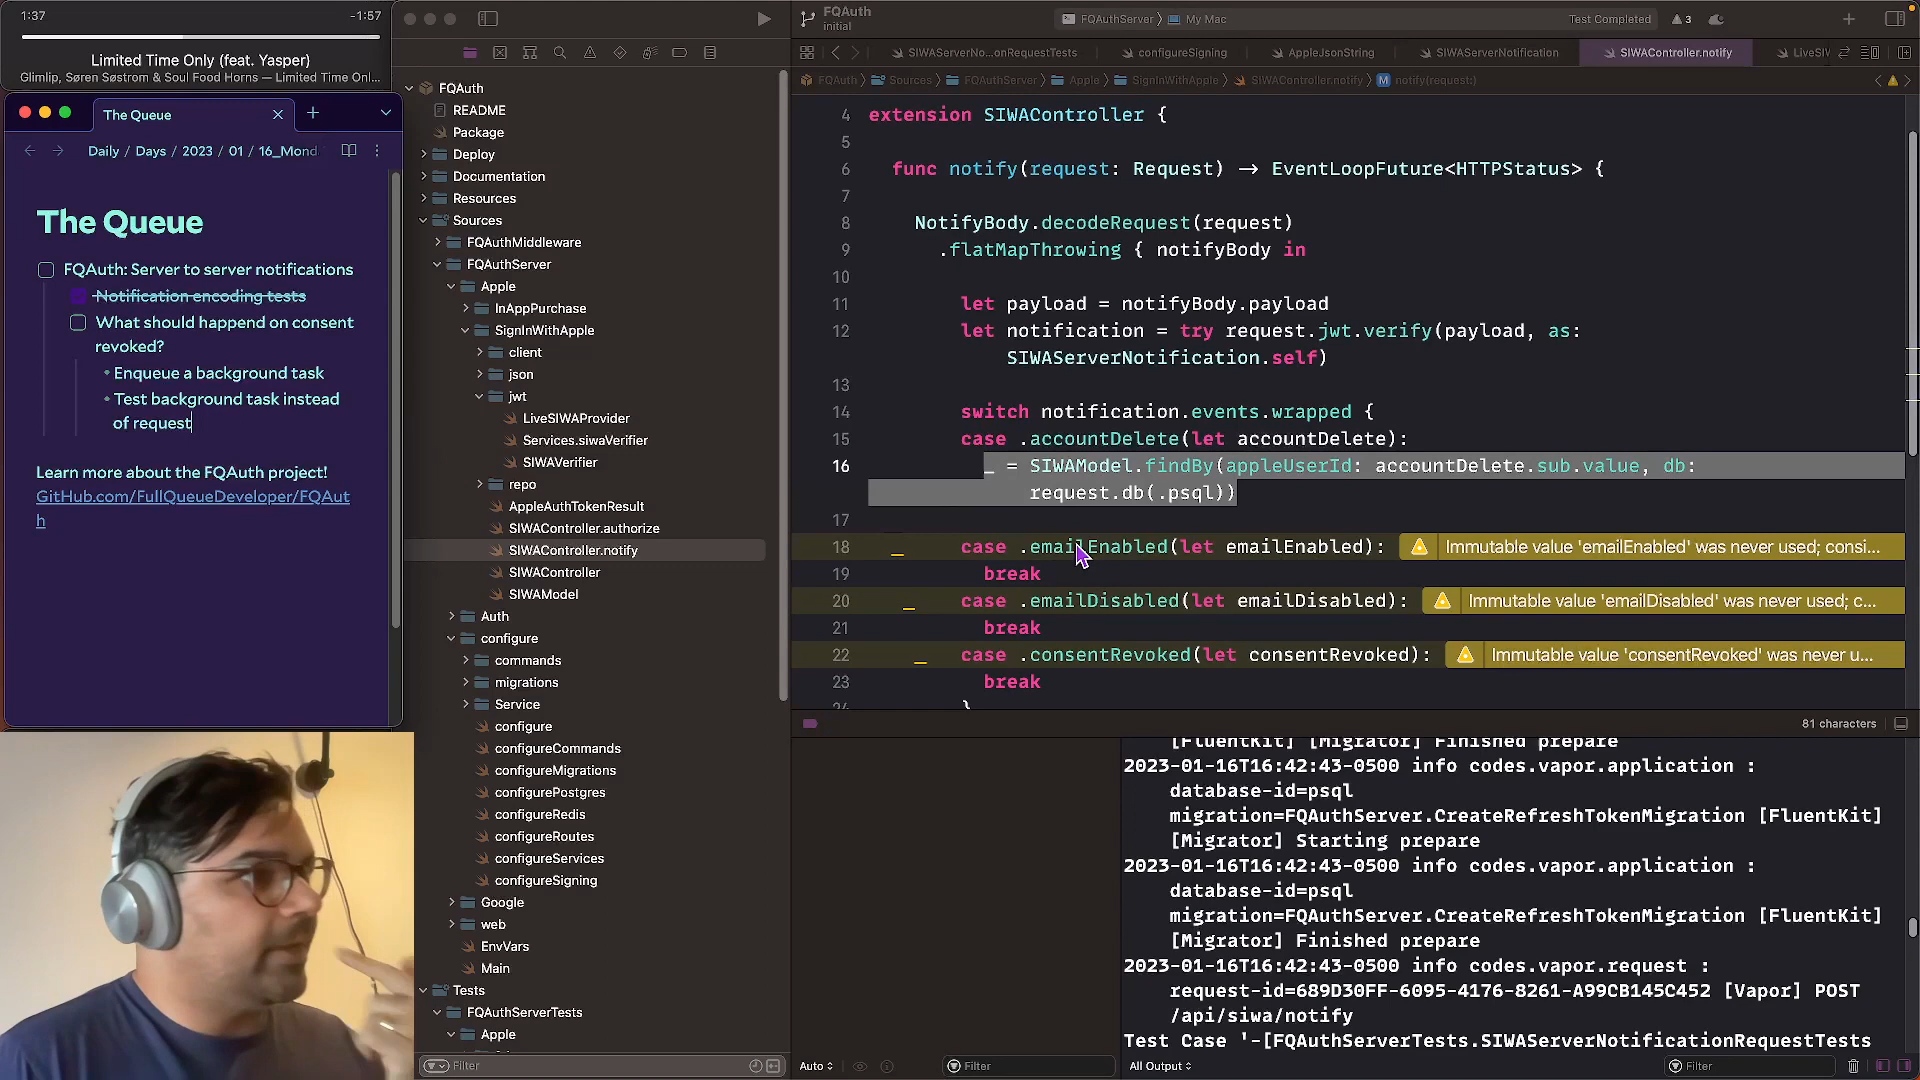 1:37
-1:57
Limited Time Only (feat. Yasper)
Glimlip, Søren Søstrom & Soul Food Horns — Limited Time Onl...
The Queue
Daily / Days / 2023 / 01 / 16_Mond
The Queue
FQAuth: Server to server notifications
Notification encoding tests
What should happend on consent
revoked?
• Enqueue a background task
• Test background task instead
of request
Learn more about the FQAuth project!
GitHub.com/FullQueueDeveloper/FQAut
h
FQAuth
README
Package
Deploy
Documentation
Resources
Sources
FQAuthMiddleware
FQAuthServer
Apple
InAppPurchase
SignInWithApple
client
json
jwt
LiveSIWAProvider
Services.siwaVerifier
SIWAVerifier
repo
AppleAuthTokenResult
SIWAController.authorize
SIWAController.notify
SIWAController
SIWAModel
Auth
configure
commands
migrations
Service
configure
configureCommands
configureMigrations
configurePostgres
configureRedis
configureRoutes
configureServices
configureSigning
Google
web
EnvVars
Main
Tests
FQAuthServerTests
Apple
Filter
FQAuth
initial
FQAuthServer 〉 My Mac
Test Completed
3
SIWAServerNo...onRequestTests
configureSigning
AppleJsonString
SIWAServerNotification
SIWAController.notify
LiveSIV
FQAuth 〉 Sources 〉 FQAuthServer 〉 Apple 〉 SignInWithApple 〉 SIWAController.notify 〉 M notify(request:)
4 extension SIWAController {
5
6 func notify(request: Request) -> EventLoopFuture<HTTPStatus> {
7
8 NotifyBody.decodeRequest(request)
9 .flatMapThrowing { notifyBody in
10
11 let payload = notifyBody.payload
12 let notification = try request.jwt.verify(payload, as:
SIWAServerNotification.self)
13
14 switch notification.events.wrapped {
15 case .accountDelete(let accountDelete):
16 _ = SIWAModel.findBy(appleUserId: accountDelete.sub.value, db:
request.db(.psql))
17
18 case .emailEnabled(let emailEnabled): Immutable value 'emailEnabled' was never used; consi...
19 break
20 case .emailDisabled(let emailDisabled): Immutable value 'emailDisabled' was never used; c...
21 break
22 case .consentRevoked(let consentRevoked): Immutable value 'consentRevoked' was never u...
23 break
24 }
81 characters
[FluentKit] [Migrator] Finished prepare
2023-01-16T16:42:43-0500 info codes.vapor.application :
database-id=psql
migration=FQAuthServer.CreateRefreshTokenMigration [FluentKit]
[Migrator] Starting prepare
2023-01-16T16:42:43-0500 info codes.vapor.application :
database-id=psql
migration=FQAuthServer.CreateRefreshTokenMigration [FluentKit]
[Migrator] Finished prepare
2023-01-16T16:42:43-0500 info codes.vapor.request :
request-id=689D30FF-6095-4176-8261-A99CB145C452 [Vapor] POST
/api/siwa/notify
Test Case '-[FQAuthServerTests.SIWAServerNotificationRequestTests
Auto
Filter
All Output
Filter